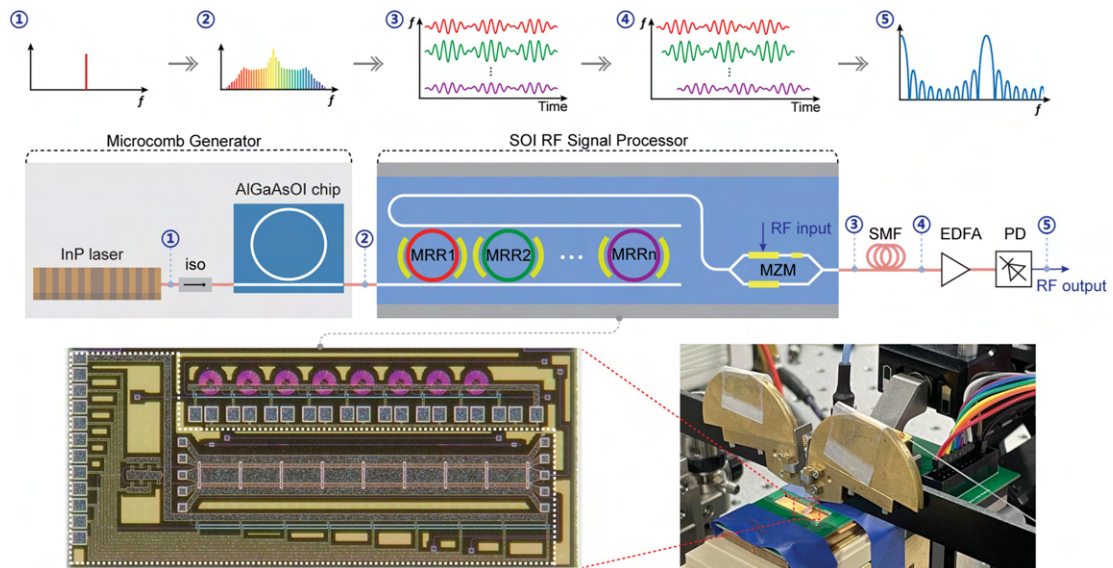 ① ② ③ ④ ⑤
f f f f f
Time Time
Microcomb Generator SOI RF Signal Processor
AlGaAsOI chip
InP laser ① iso ② MRR1 MRR2 ... MRRn RF input MZM ③ SMF ④ EDFA PD ⑤
RF output